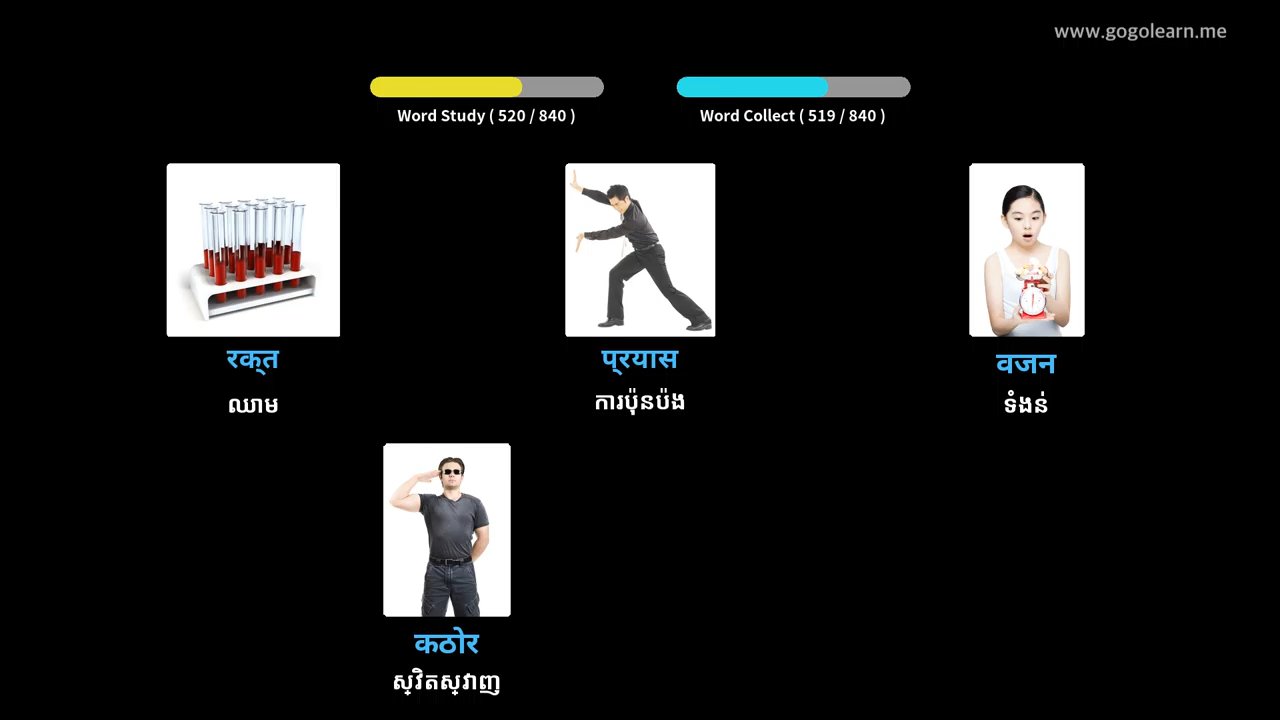 www.gogolearn.me
Word Study ( 520 / 840 )
Word Collect ( 519 / 840 )
रक्त
ឈាម
प्रयास
ការប៉ុនប៉ង
वजन
ទំងន់
कठोर
ស្វិតស្វាញ